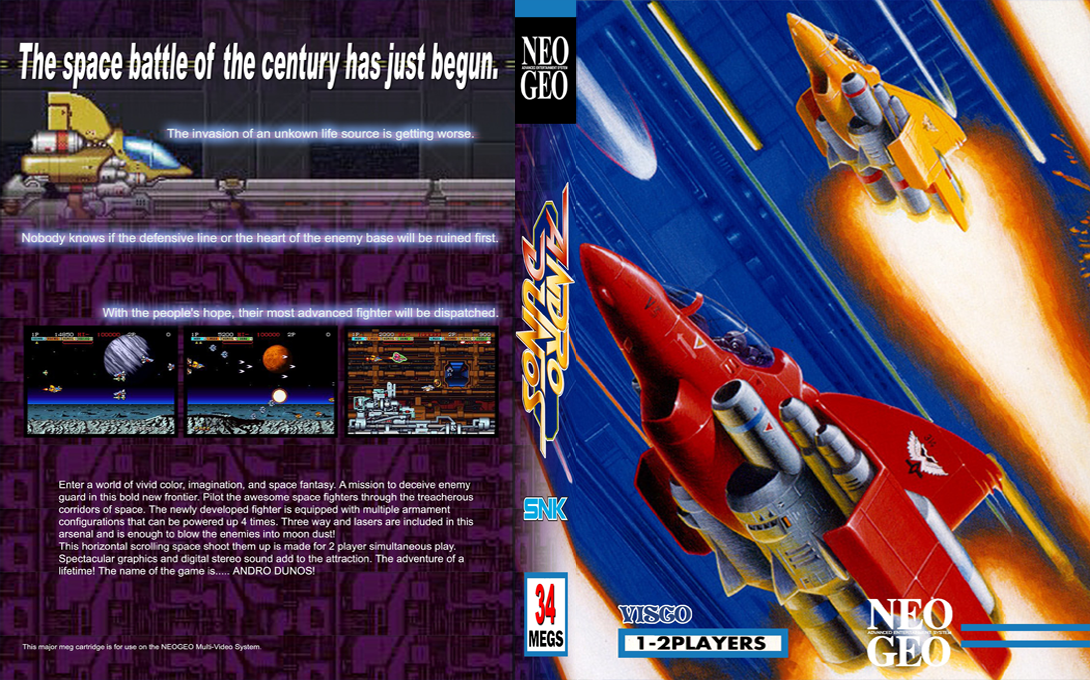 The space battle of the century has just begun.
The invasion of an unkown life source is getting worse.
Nobody knows if the defensive line or the heart of the enemy base will be ruined first.
With the people's hope, their most advanced fighter will be dispatched.
Enter a world of vivid color, imagination, and space fantasy. A mission to deceive enemy
guard in this bold new frontier. Pilot the awesome space fighters through the treacherous
corridors of space. The newly developed fighter is equipped with multiple armament
configurations that can be powered up 4 times. Three way and lasers are included in this
arsenal and is enough to blow the enemies into moon dust!
This horizontal scrolling space shoot them up is made for 2 player simultaneous play.
Spectacular graphics and digital stereo sound add to the attraction. The adventure of a
lifetime! The name of the game is..... ANDRO DUNOS!
This major meg cartridge is for use on the NEOGEO Multi-Video System.
NEO
ADVANCED ENTERTAINMENT SYSTEM
GEO
ANDRO
DUNOS
SNK
34
MEGS
VISCO
1-2PLAYERS
NEO
ADVANCED ENTERTAINMENT SYSTEM
GEO